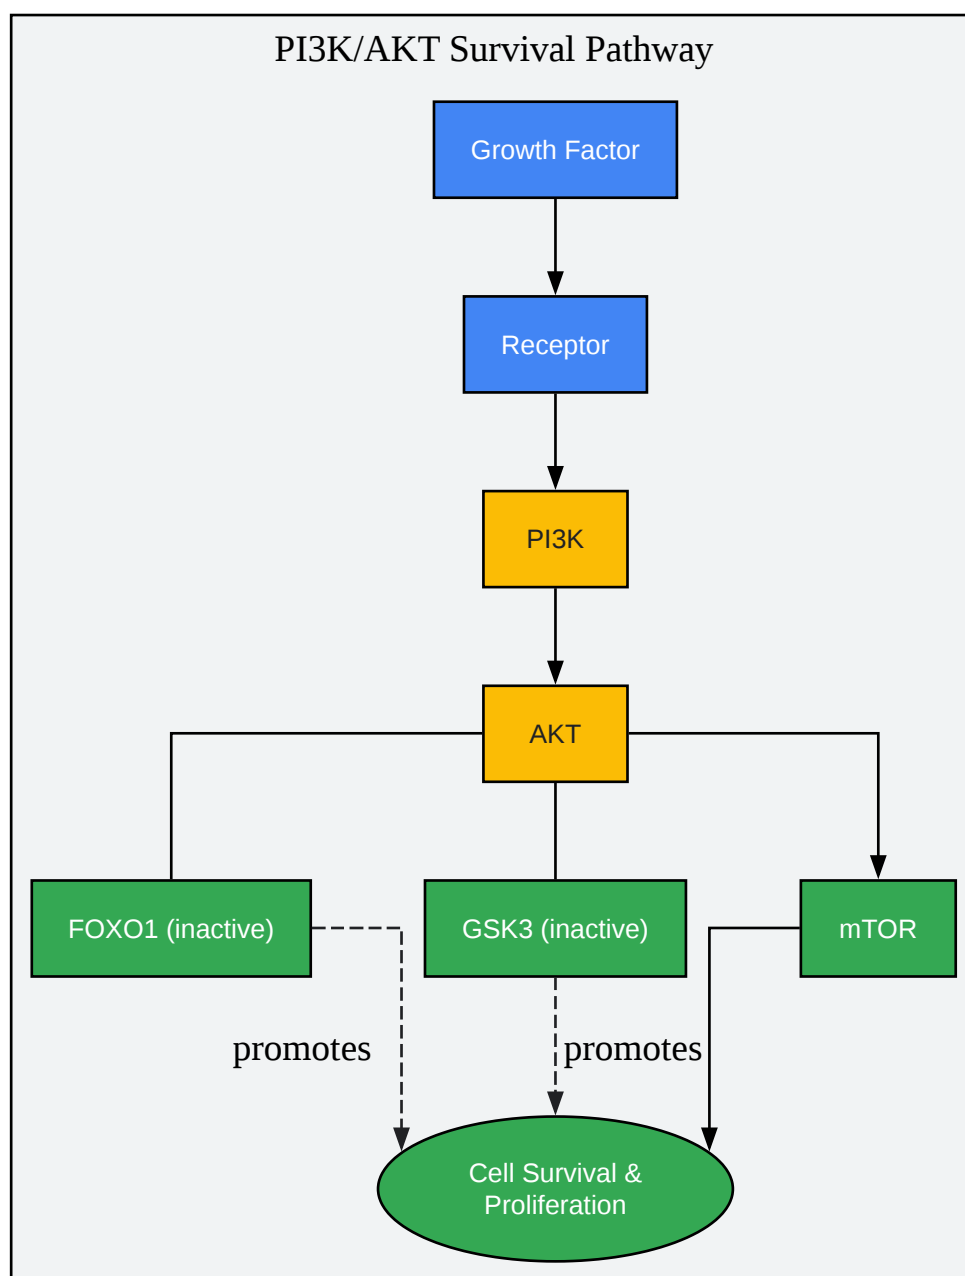 PI3K/AKT Survival Pathway
Growth Factor
Receptor
PI3K
AKT
FOXO1 (inactive)
GSK3 (inactive)
mTOR
promotes
promotes
Cell Survival &
Proliferation